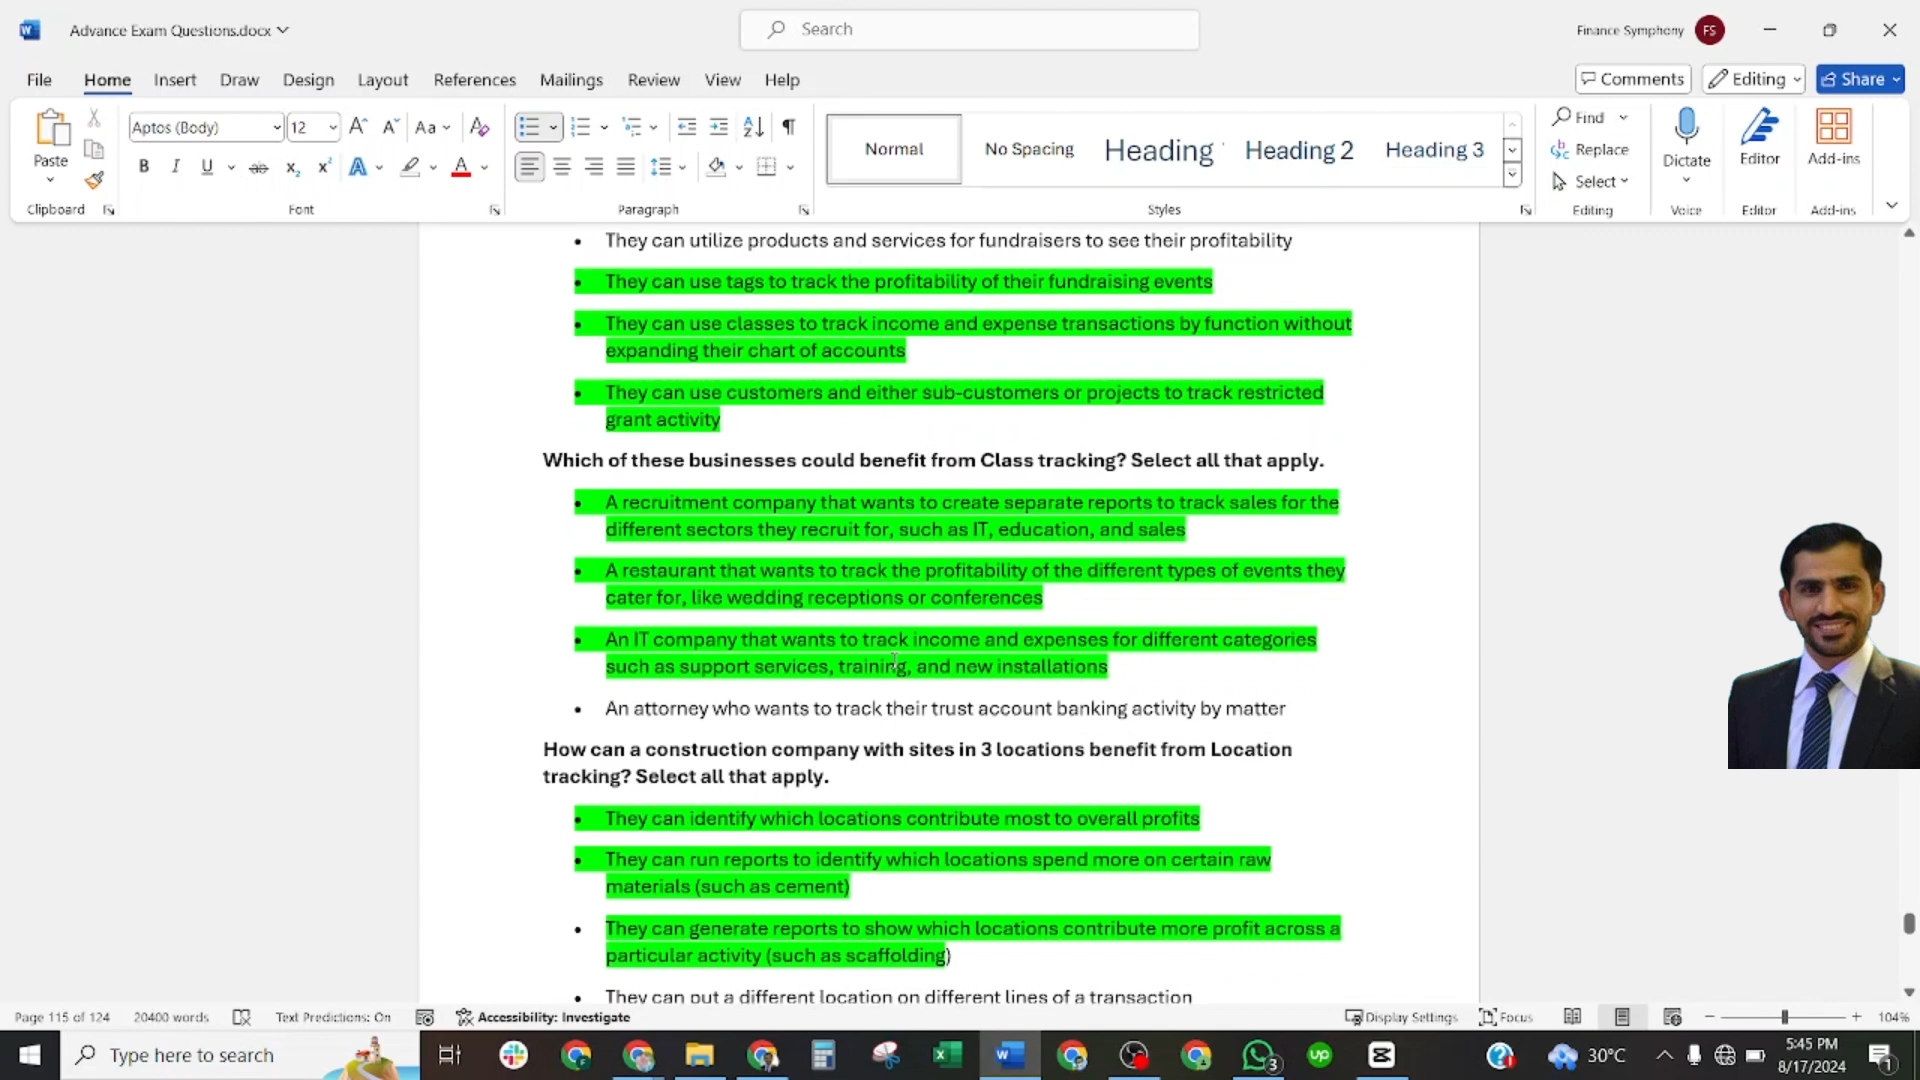 Advance Exam Questions.docx
Search
Finance Symphony
FS
File
Home
Insert
Draw
Design
Layout
References
Mailings
Review
View
Help
Comments
Editing
Share
Paste
Aptos (Body)
12
Normal
No Spacing
Heading
Heading 2
Heading 3
Find
Replace
Select
Dictate
Editor
Add-ins
Clipboard
Font
Paragraph
Styles
Editing
Voice
Editor
Add-ins
• They can utilize products and services for fundraisers to see their profitability
• They can use tags to track the profitability of their fundraising events
• They can use classes to track income and expense transactions by function without
expanding their chart of accounts
• They can use customers and either sub-customers or projects to track restricted
grant activity
Which of these businesses could benefit from Class tracking? Select all that apply.
• A recruitment company that wants to create separate reports to track sales for the
different sectors they recruit for, such as IT, education, and sales
• A restaurant that wants to track the profitability of the different types of events they
cater for, like wedding receptions or conferences
• An IT company that wants to track income and expenses for different categories
such as support services, training, and new installations
• An attorney who wants to track their trust account banking activity by matter
How can a construction company with sites in 3 locations benefit from Location
tracking? Select all that apply.
• They can identify which locations contribute most to overall profits
• They can run reports to identify which locations spend more on certain raw
materials (such as cement)
• They can generate reports to show which locations contribute more profit across a
particular activity (such as scaffolding)
• They can put a different location on different lines of a transaction
Page 115 of 124
20400 words
Text Predictions: On
Accessibility: Investigate
Display Settings
Focus
104%
Type here to search
30°C
5:45 PM
8/17/2024